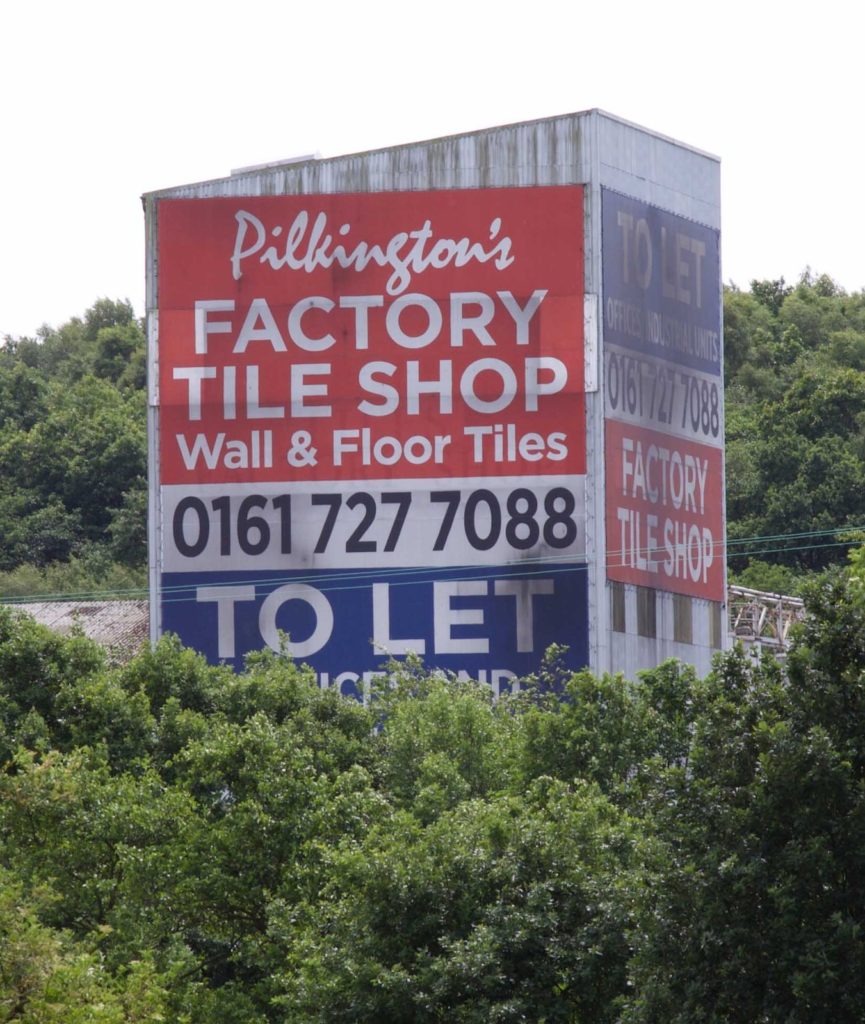 Pilkington's
FACTORY
TILE SHOP
Wall & Floor Tiles
0161 727 7088
TO LET
TO LET
OFFICES INDUSTRIAL UNITS
0161 727 7088
FACTORY
TILE SHOP